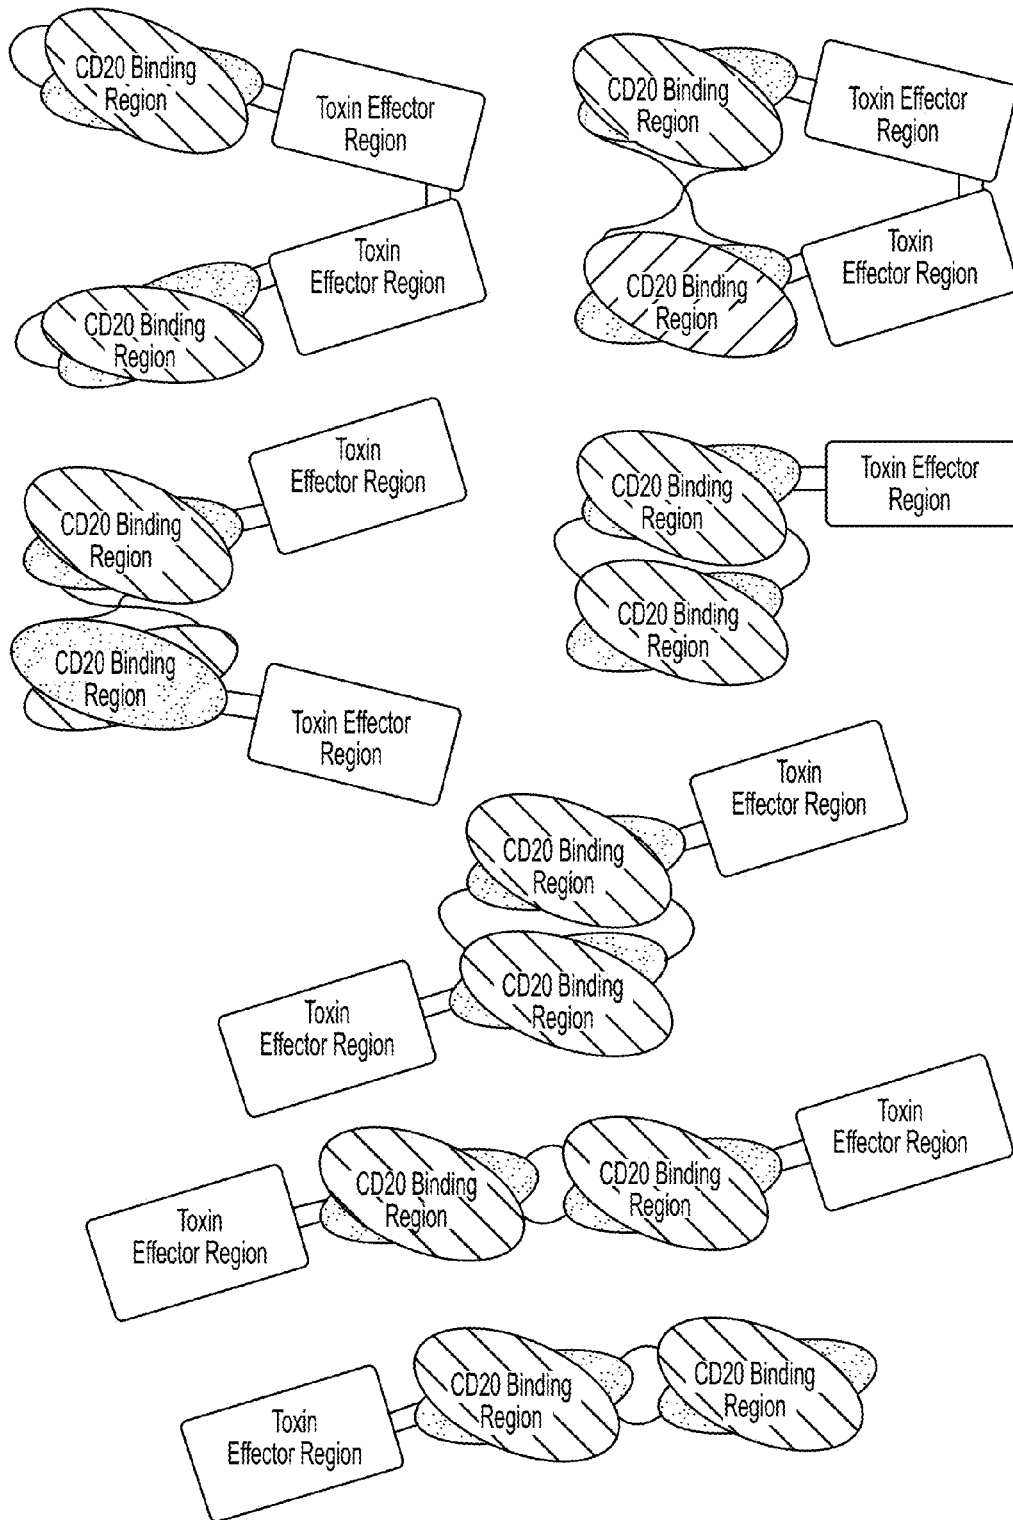 CD20 Binding
Region
Toxin Effector
Region
Toxin
Effector Region
CD20 Binding
Region
CD20 Binding
Region
Toxin Effector
Region
Toxin
Effector Region
CD20 Binding
Region
Toxin
Effector Region
CD20 Binding
Region
CD20 Binding
Region
Toxin Effector
Region
CD20 Binding
Region
Toxin Effector
Region
CD20 Binding
Region
Toxin
Effector Region
CD20 Binding
Region
CD20 Binding
Region
Toxin
Effector Region
Toxin
Effector Region
CD20 Binding
Region
CD20 Binding
Region
Toxin
Effector Region
CD20 Binding
Region
CD20 Binding
Region
Toxin
Effector Region